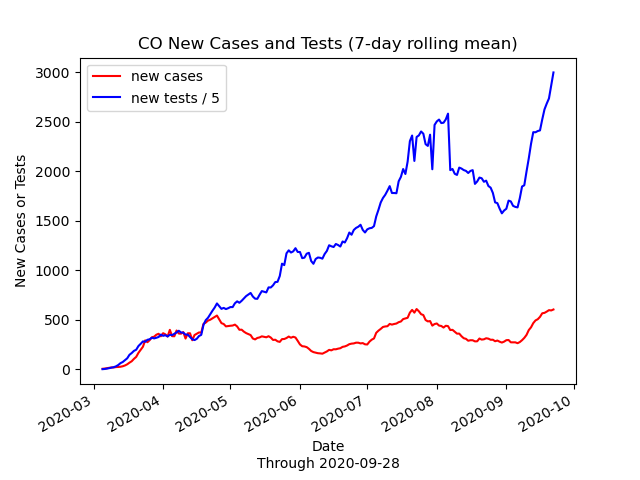 CO New Cases and Tests (7-day rolling mean)
new cases
new tests / 5
3000
2500
2000
1500
1000
500
0
New Cases or Tests
2020-03
2020-04
2020-05
2020-06
2020-07
2020-08
2020-09
2020-10
Date
Through 2020-09-28